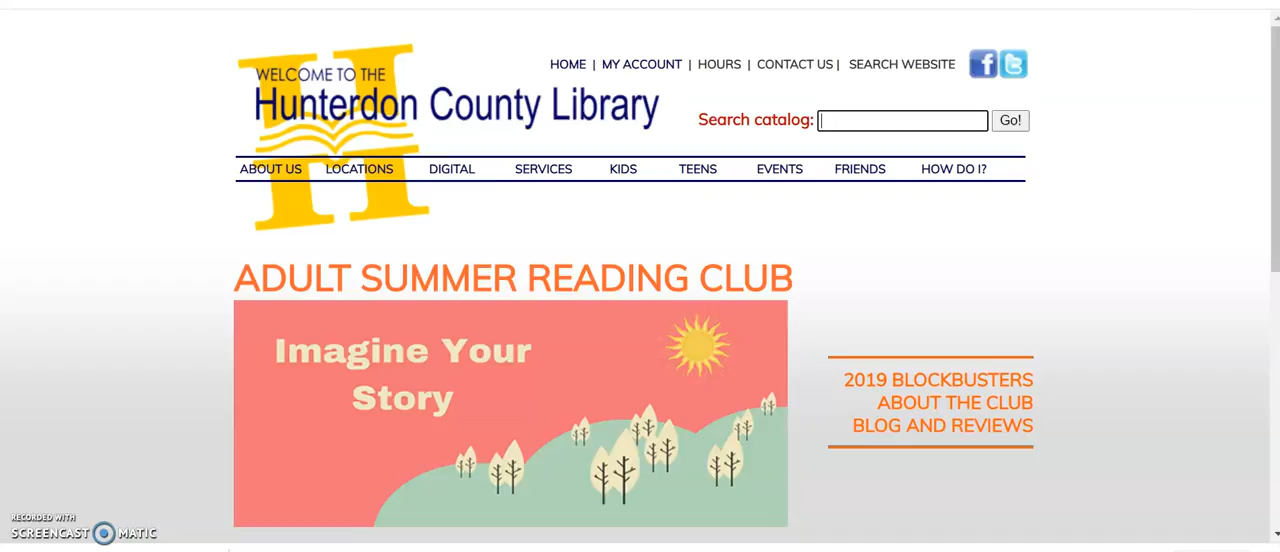 WELCOME TO THE
Hunterdon County Library
HOME | MY ACCOUNT | HOURS | CONTACT US | SEARCH WEBSITE
f t
Search catalog: Go!
ABOUT US LOCATIONS DIGITAL SERVICES KIDS TEENS EVENTS FRIENDS HOW DO I?
ADULT SUMMER READING CLUB
Imagine Your
Story
2019 BLOCKBUSTERS
ABOUT THE CLUB
BLOG AND REVIEWS
RECORDED WITH
SCREENCAST MATIC